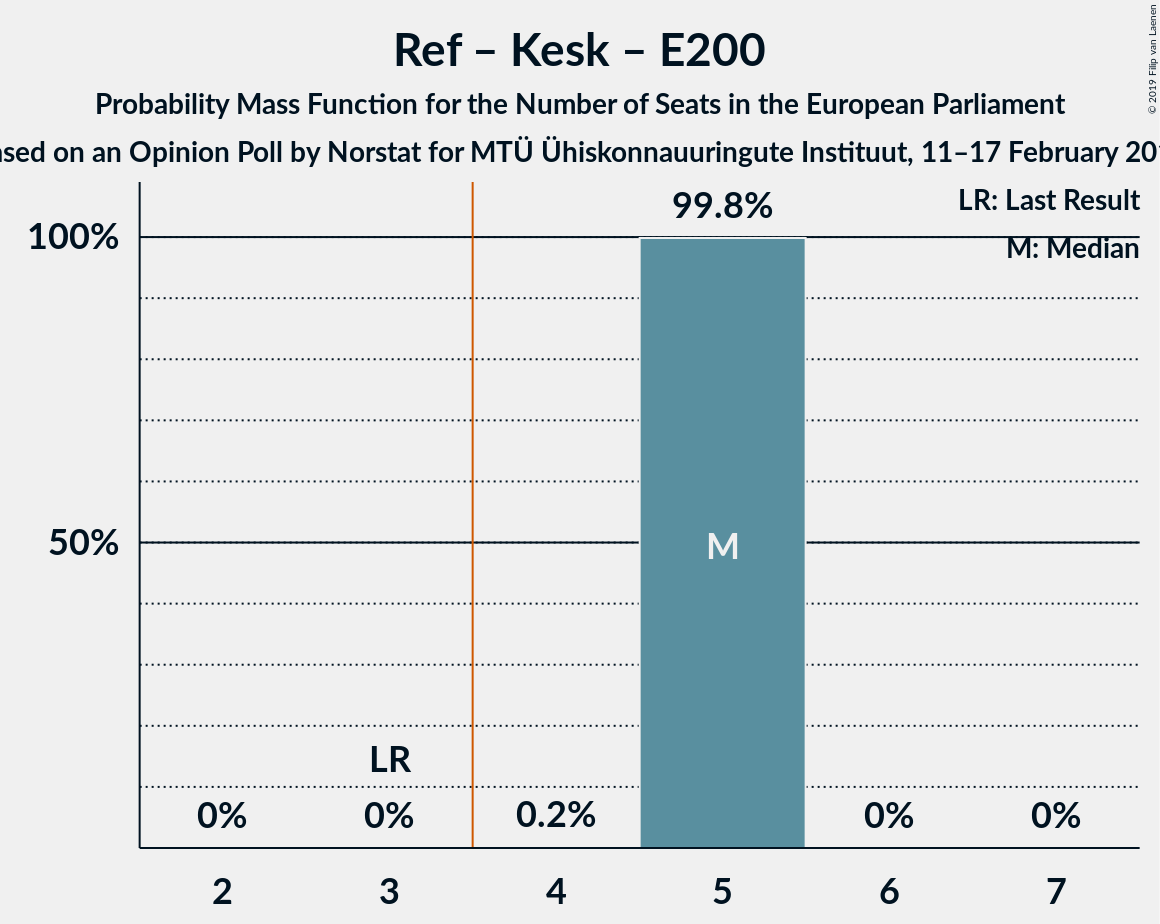 Ref – Kesk – E200
Probability Mass Function for the Number of Seats in the European Parliament
on an Opinion Poll by Norstat for MTÜ Ühiskonnauuringute Instituut, 11–17 February
© 2019 Filip van Laenen
LR: Last Result
M: Median
99.8%
100%
50%
M
LR
0%
0%
0.2%
0%
0%
2
3
4
5
6
7